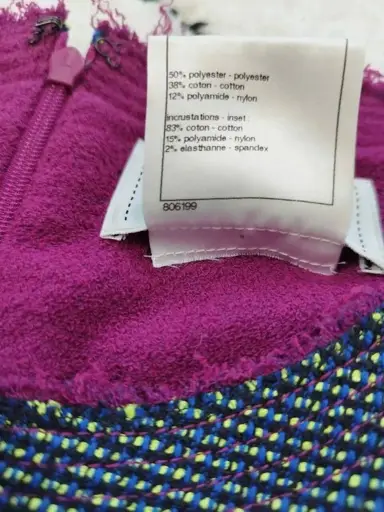 50% polyester - polyester
38% coton - cotton
12% polyamide - nylon
incrustations - inset :
83% coton - cotton
15% polyamide - nylon
2% elasthanne - spandex
806199